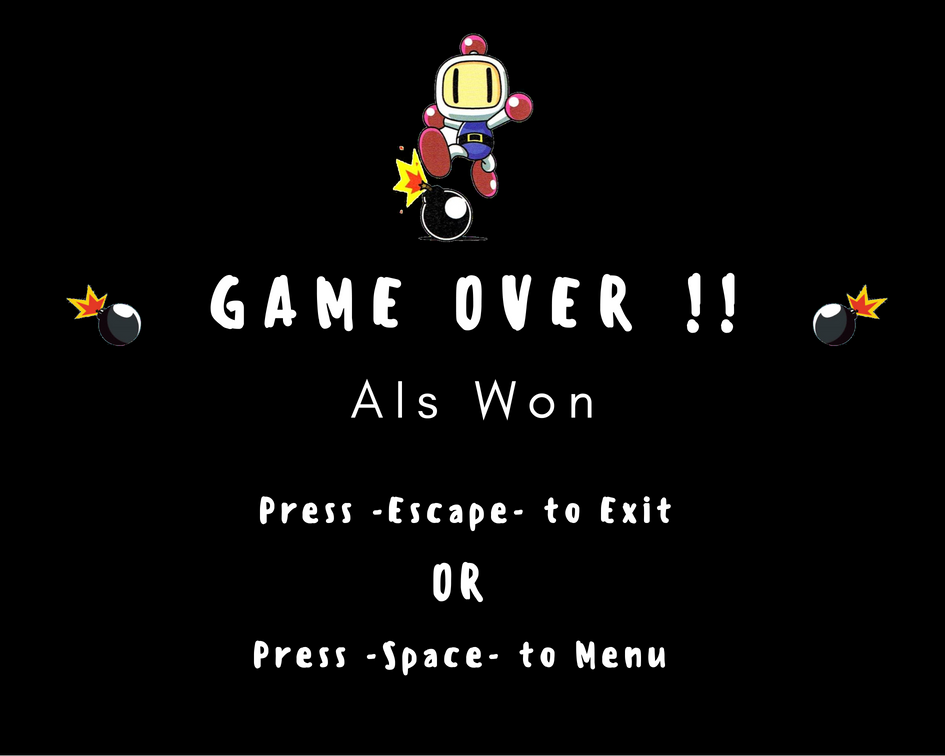 GAME OVER !!
AIs Won
Press -Escape- to Exit
OR
Press -Space- to Menu